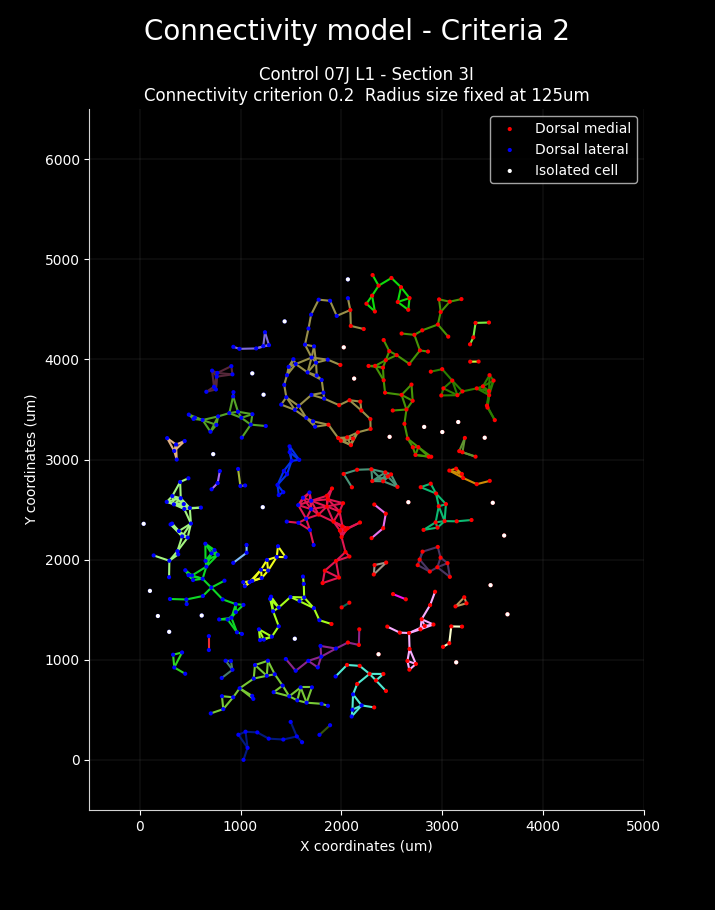 Connectivity model - Criteria 2
Control 07J L1 - Section 3I
Connectivity criterion 0.2  Radius size fixed at 125um
Dorsal medial
Dorsal lateral
Isolated cell
6000
5000
4000
3000
2000
1000
0
Y coordinates (um)
0 1000 2000 3000 4000 5000
X coordinates (um)